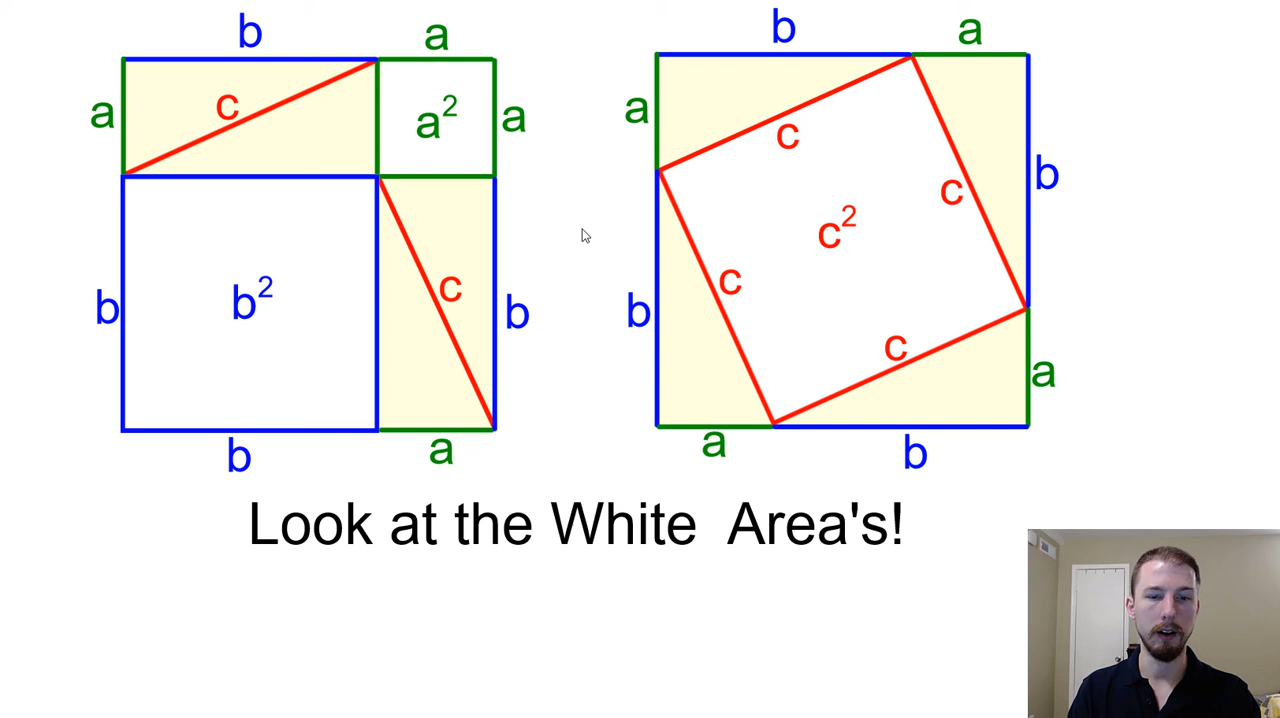 b a
a c a² a
b b² c b
b a
b a
a c c b
c c²
b c a
a b
Look at the White Area's!